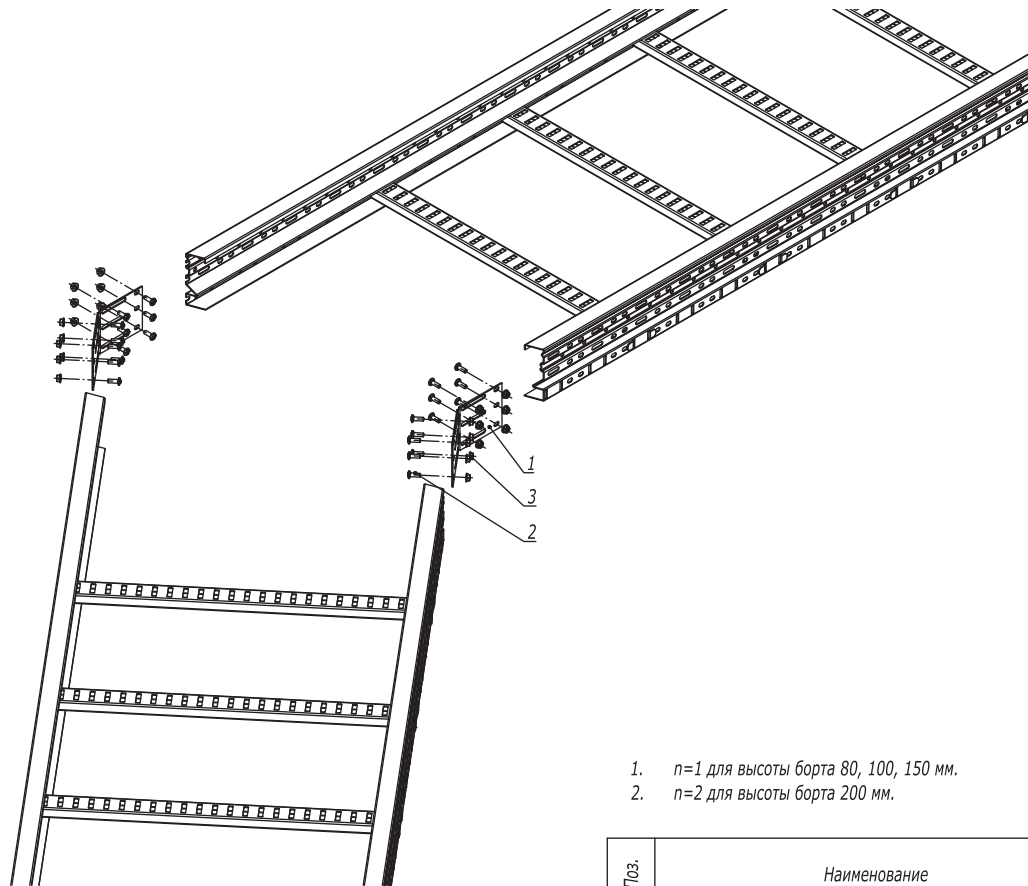 1
3
2
1. n=1 для высоты борта 80, 100, 150 мм.
2. n=2 для высоты борта 200 мм.
Поз.
Наименование